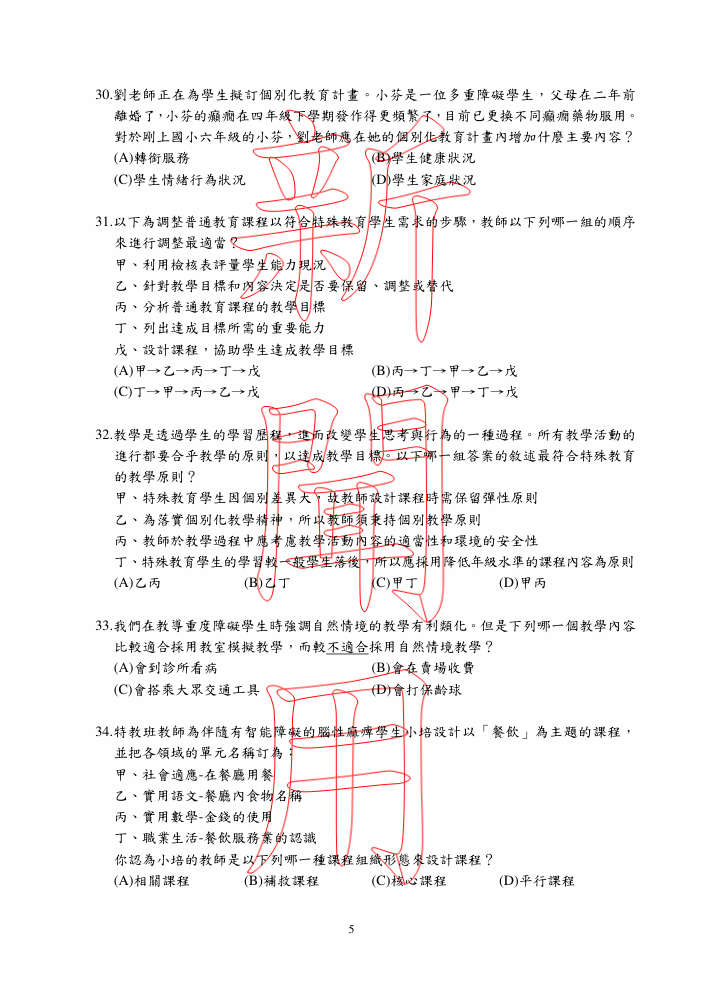 30.劉老師正在為學生擬訂個別化教育計畫。小芬是一位多重障礙學生，父母在二年前
離婚了，小芬的癲癇在四年級下學期發作得更頻繁了，目前已更換不同癲癇藥物服用。
對於剛上國小六年級的小芬，劉老師應在她的個別化教育計畫內增加什麼主要內容？
(A)轉銜服務 (B)學生健康狀況
(C)學生情緒行為狀況 (D)學生家庭狀況
31.以下為調整普通教育課程以符合特殊教育學生需求的步驟，教師以下列哪一組的順序
來進行調整最適當？
甲、利用檢核表評量學生能力現況
乙、針對教學目標和內容決定是否要保留、調整或替代
丙、分析普通教育課程的教學目標
丁、列出達成目標所需的重要能力
戊、設計課程，協助學生達成教學目標
(A)甲→乙→丙→丁→戊 (B)丙→丁→甲→乙→戊
(C)丁→甲→丙→乙→戊 (D)丙→乙→甲→丁→戊
32.教學是透過學生的學習歷程，進而改變學生思考與行為的一種過程。所有教學活動的
進行都要合乎教學的原則，以達成教學目標。以下哪一組答案的敘述最符合特殊教育
的教學原則？
甲、特殊教育學生因個別差異大，故教師設計課程時需保留彈性原則
乙、為落實個別化教學精神，所以教師須秉持個別教學原則
丙、教師於教學過程中應考慮教學活動內容的適當性和環境的安全性
丁、特殊教育學生的學習較一般學生落後，所以應採用降低年級水準的課程內容為原則
(A)乙丙 (B)乙丁 (C)甲丁 (D)甲丙
33.我們在教導重度障礙學生時強調自然情境的教學有利類化。但是下列哪一個教學內容
比較適合採用教室模擬教學，而較不適合採用自然情境教學？
(A)會到診所看病 (B)會在賣場收費
(C)會搭乘大眾交通工具 (D)會打保齡球
34.特教班教師為伴隨有智能障礙的腦性麻痺學生小培設計以「餐飲」為主題的課程，
並把各領域的單元名稱訂為：
甲、社會適應-在餐廳用餐
乙、實用語文-餐廳內食物名稱
丙、實用數學-金錢的使用
丁、職業生活-餐飲服務業的認識
你認為小培的教師是以下列哪一種課程組織形態來設計課程？
(A)相關課程 (B)補救課程 (C)核心課程 (D)平行課程
5